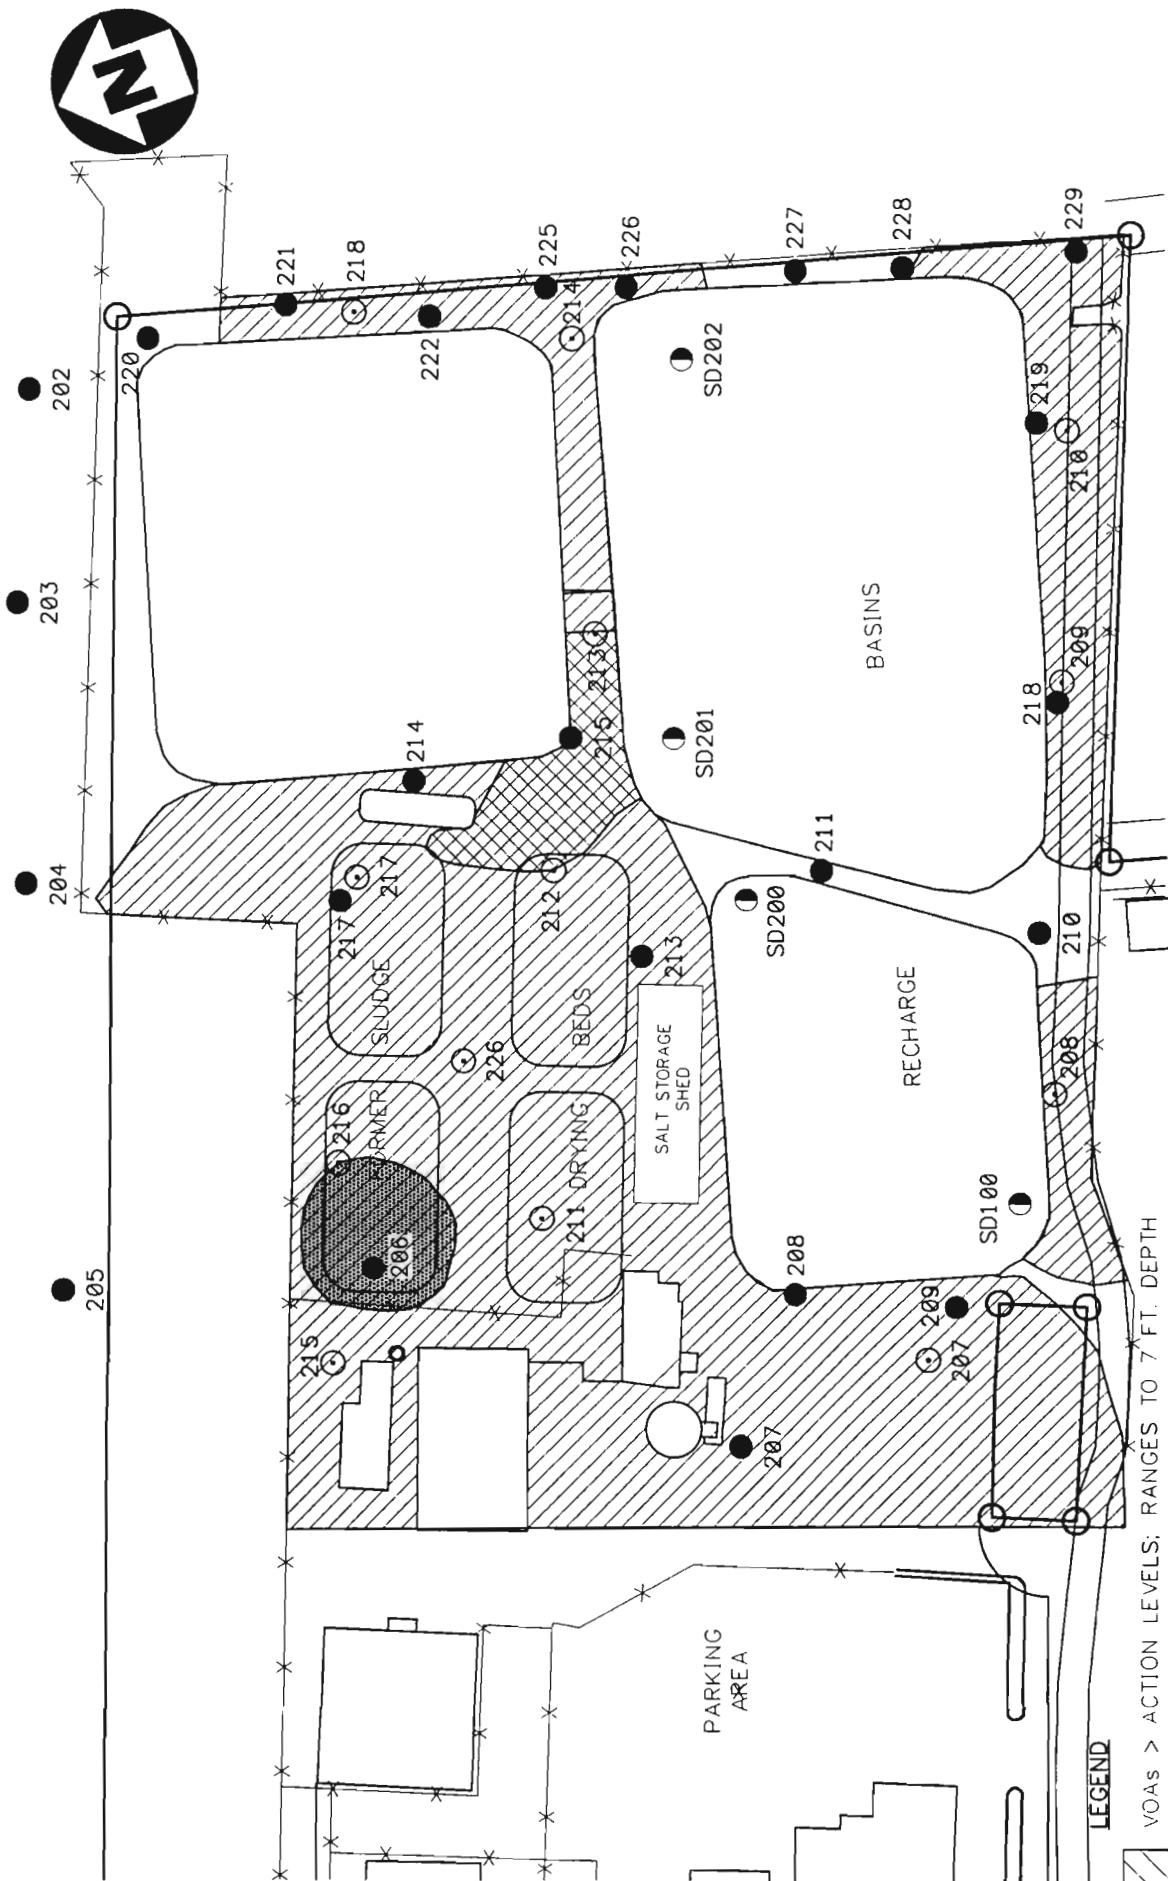 N
202
203
204
205
220
221
218
222
225
214
226
227
228
229
SD202
219
210
BASINS
213
215
SD201
209
218
214
217
217
212
211
SD200
210
213
SLUDGE
BEDS
226
SALT STORAGE
SHED
RECHARGE
208
216
FORMER
DRYING
211
206
SD100
208
209
207
215
207
PARKING
AREA
LEGEND
VOAs > ACTION LEVELS; RANGES TO 7 FT. DEPTH